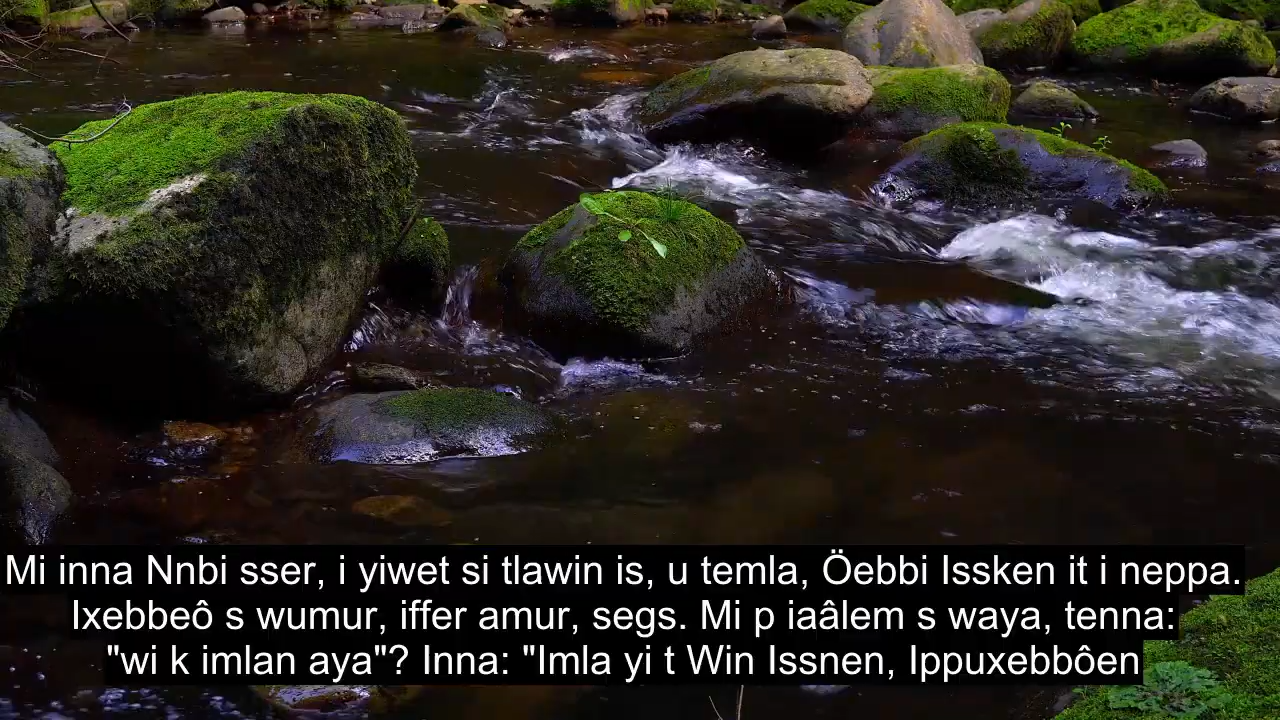 Mi inna Nnbi sser, i yiwet si tlawin is, u temla, Öebbi Issken it i neppa.
Ixebbeô s wumur, iffer amur, segs. Mi p iaâlem s waya, tenna:
"wi k imlan aya"? Inna: "Imla yi t Win Issnen, Ippuxebbôen